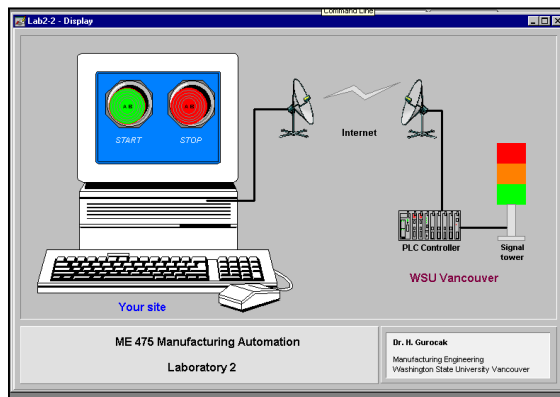 Command Line
Lab2-2 - Display
START
STOP
Internet
PLC Controller
Signal
tower
WSU Vancouver
Your site
ME 475 Manufacturing Automation
Laboratory 2
Dr. H. Gurocak
Manufacturing Engineering
Washington State University Vancouver